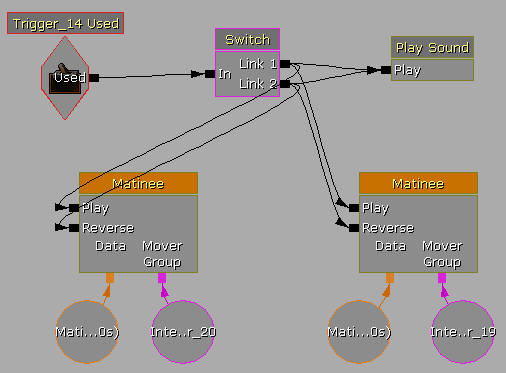 Trigger_14 Used
Used
Switch
In
Link 1
Link 2
Play Sound
Play
Matinee
Play
Reverse
Data Mover
Group
Mati...0s)
Inte...r_20
Matinee
Play
Reverse
Data Mover
Group
Mati...0s)
Inte...r_19